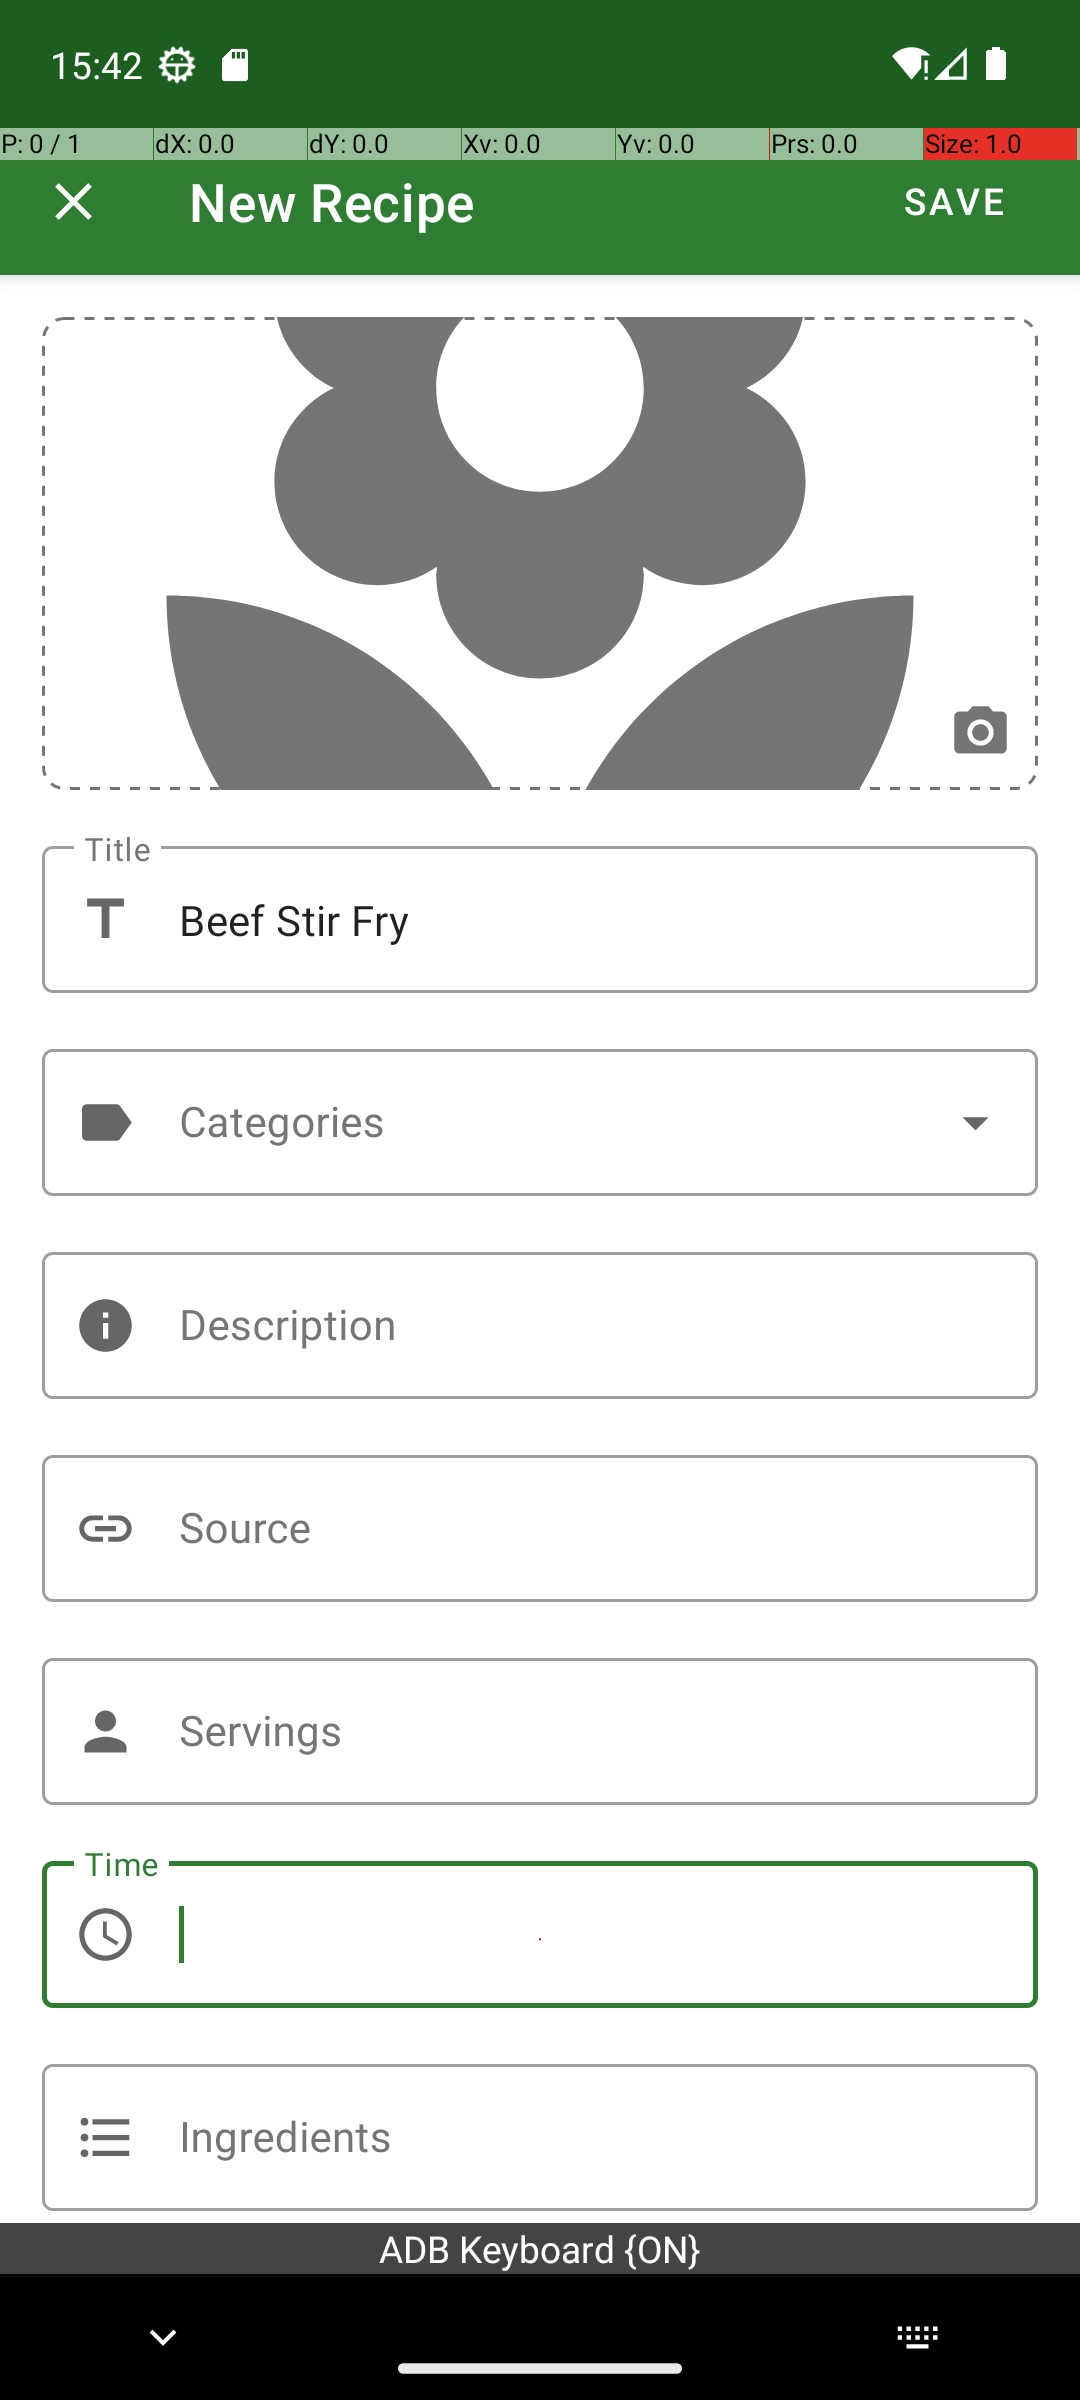 15:42
P: 0 / 1 dX: 0.0 dY: 0.0 Xv: 0.0 Yv: 0.0 Prs: 0.0 Size: 1.0
New Recipe SAVE
Title
Beef Stir Fry
Categories
Description
Source
Servings
Time
Ingredients
ADB Keyboard {ON}